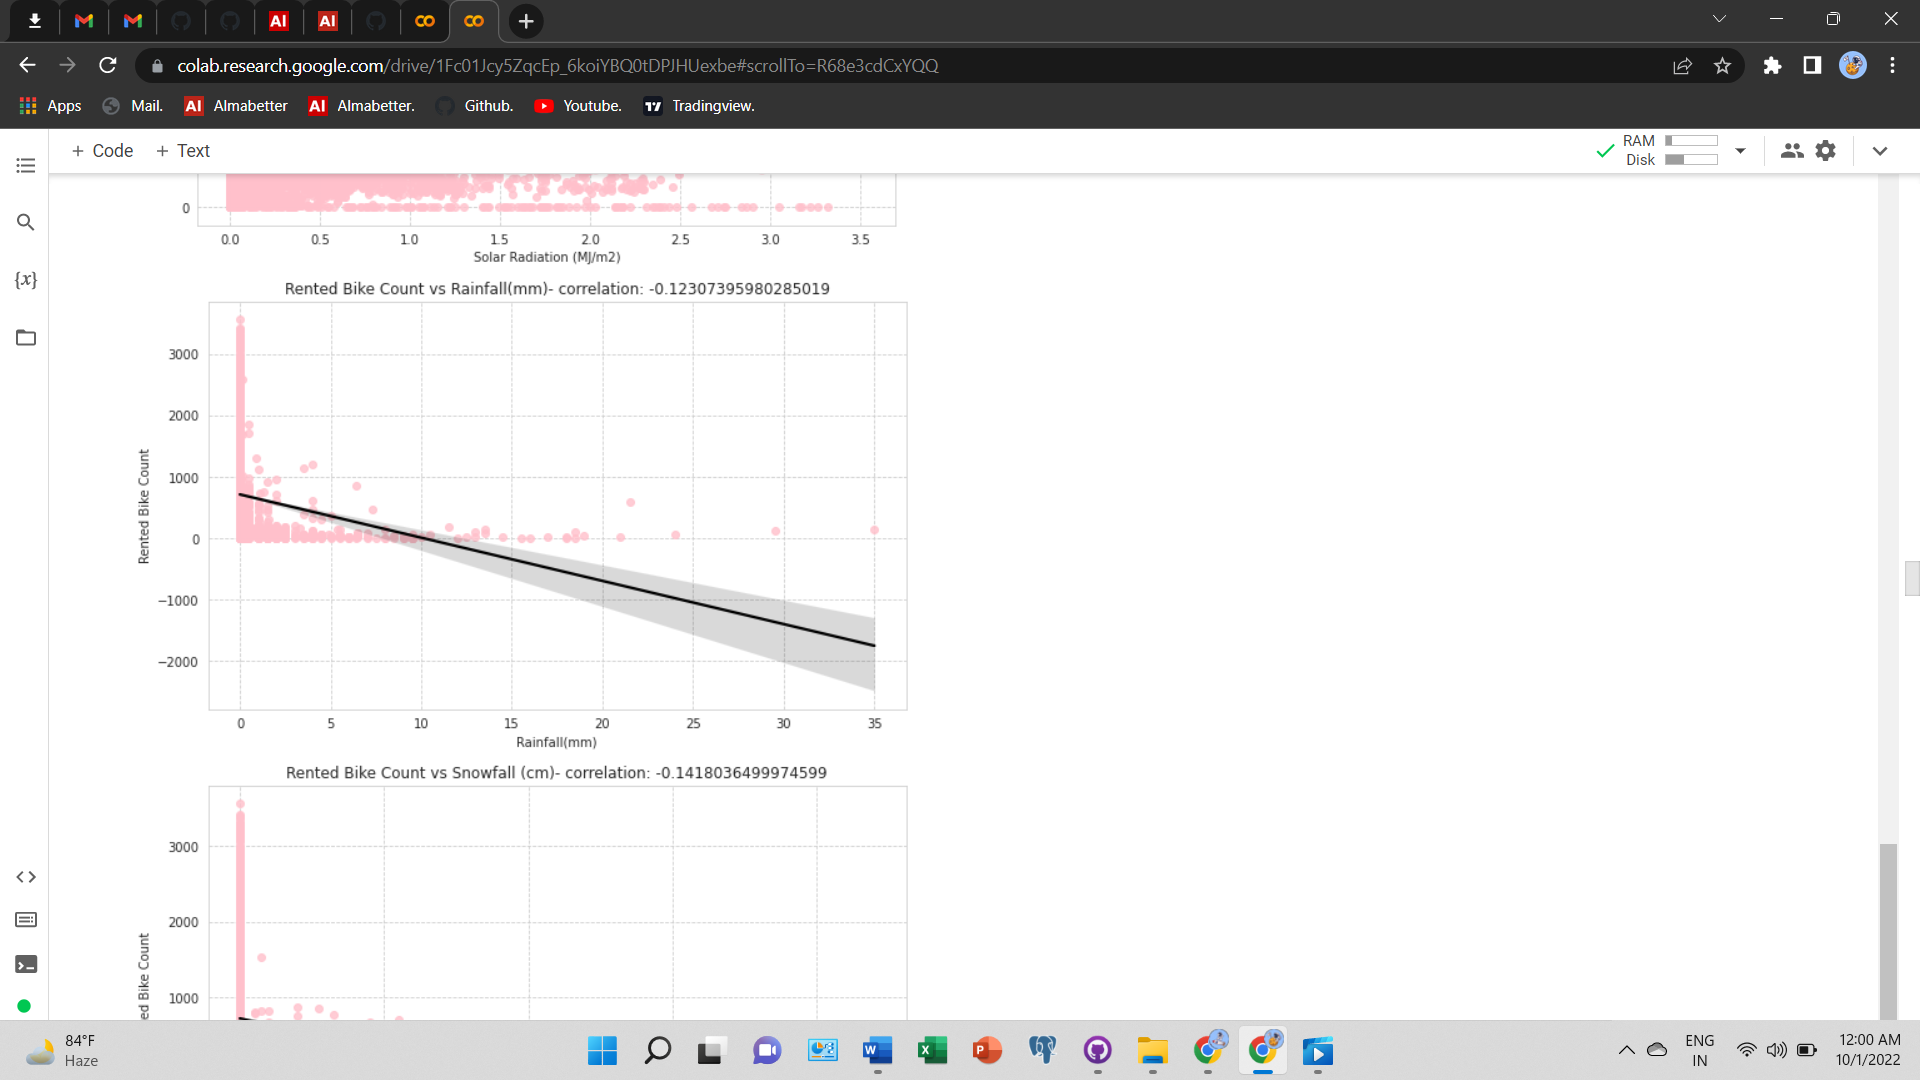 colab.research.google.com/drive/1Fc01Jcy5ZqcEp_6koiYBQ0tDPJHUexbe#scrollTo=R68e3cdCxYQQ
Apps Mail. AI Almabetter AI Almabetter. Github. Youtube. Tradingview.
+ Code + Text
RAM
Disk
{x}
0
0.0 0.5 1.0 1.5 2.0 2.5 3.0 3.5
Solar Radiation (MJ/m2)
Rented Bike Count vs Rainfall(mm)- correlation: -0.12307395980285019
3000
2000
1000
0
−1000
−2000
Rented Bike Count
0 5 10 15 20 25 30 35
Rainfall(mm)
Rented Bike Count vs Snowfall (cm)- correlation: -0.1418036499974599
3000
2000
1000
ed Bike Count
84°F
Haze
ENG
IN
12:00 AM
10/1/2022